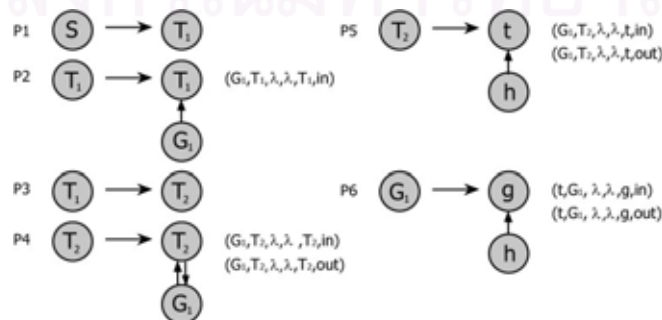 P1 S T₁
P2 T₁ T₁ (G₁,T₁,λ,λ,T₁,in)
G₁
P3 T₁ T₂
P4 T₂ T₂ (G₁,T₂,λ,λ ,T₂,in)
(G₁,T₂,λ,λ,T₂,out)
G₁
P5 T₂ t (G₁,T₂,λ,λ,t,in)
(G₁,T₂,λ,λ,t,out)
h
P6 G₁ g (t,G₁, λ,λ,g,in)
(t,G₁, λ,λ,g,out)
h